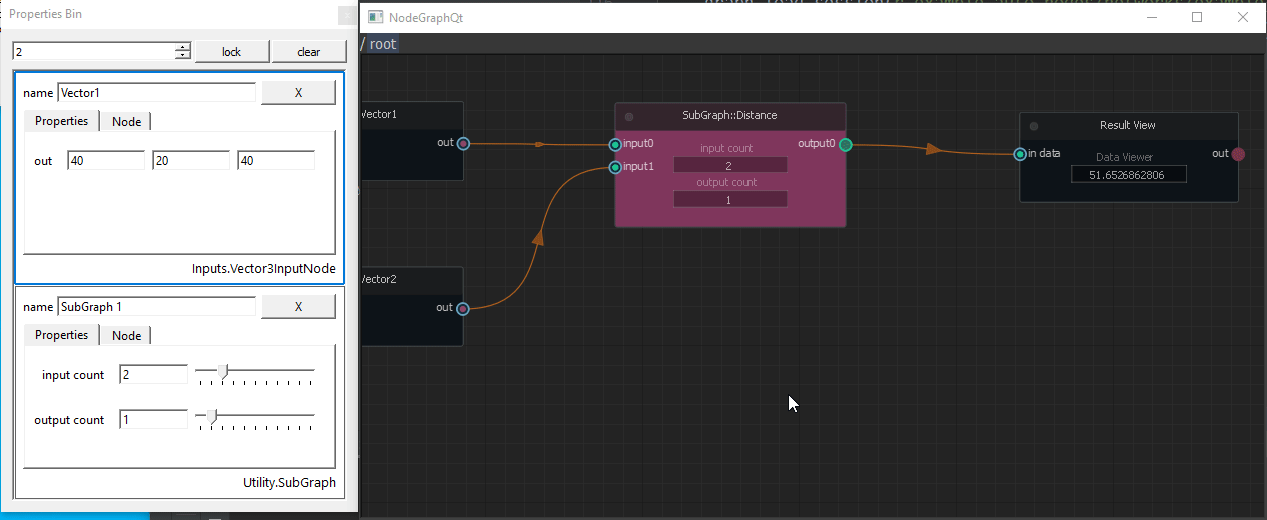 Properties Bin
2
lock
clear
name Vector1
X
Properties
Node
out 40 20 40
Inputs.Vector3InputNode
name SubGraph 1
X
Properties
Node
input count 2
output count 1
Utility.SubGraph
NodeGraphQt
/ root
Vector1
out
Vector2
out
SubGraph::Distance
input0
output0
input1
input count
2
output count
1
Result View
in data
out
Data Viewer
51.6526862806